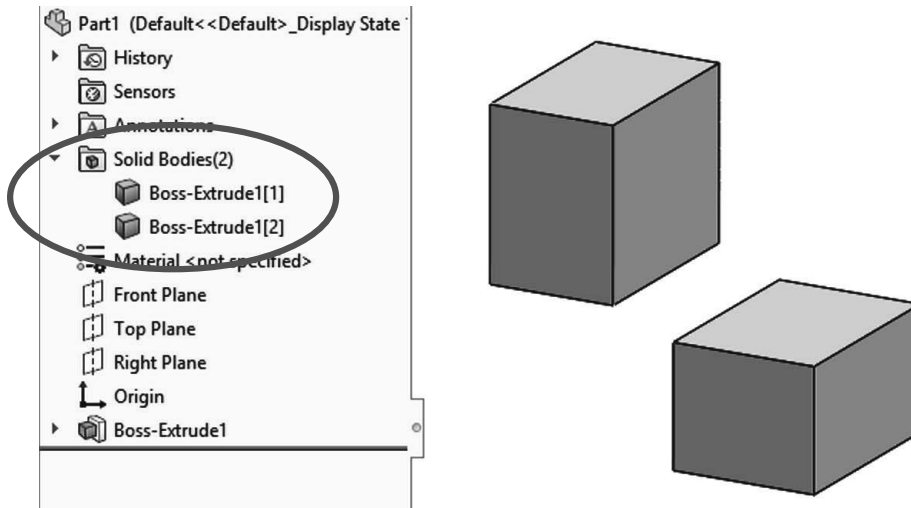 Part1 (Default<<Default>_Display State
History
Sensors
Annotations
Solid Bodies(2)
Boss-Extrude1[1]
Boss-Extrude1[2]
Material <not specified>
Front Plane
Top Plane
Right Plane
Origin
Boss-Extrude1